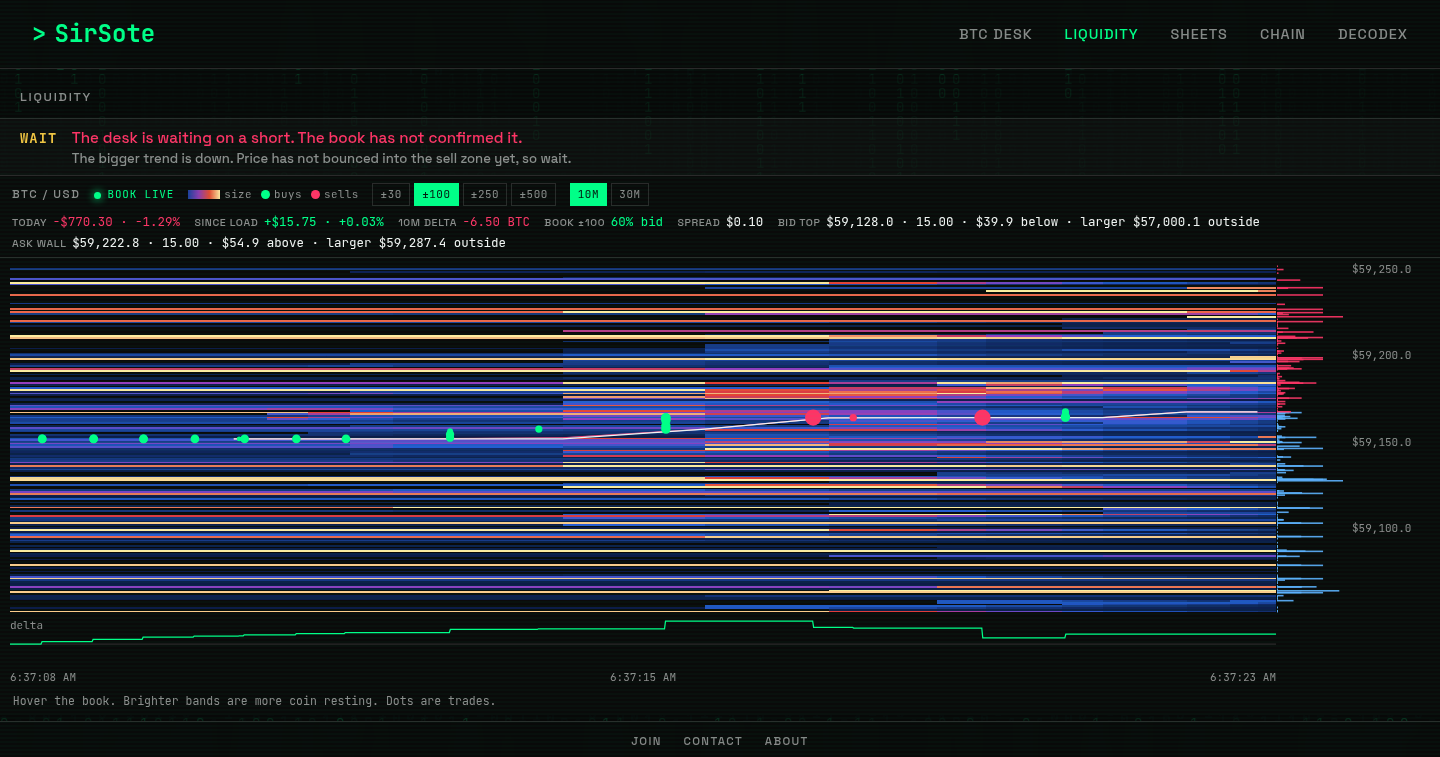 > SirSote
BTC DESK LIQUIDITY SHEETS CHAIN DECODEX
LIQUIDITY
WAIT The desk is waiting on a short. The book has not confirmed it.
The bigger trend is down. Price has not bounced into the sell zone yet, so wait.
BTC / USD BOOK LIVE size buys sells ±30 ±100 ±250 ±500 10M 30M
TODAY -$770.30 · -1.29% SINCE LOAD +$15.75 · +0.03% 10M DELTA -6.50 BTC BOOK ±100 60% bid SPREAD $0.10 BID TOP $59,128.0 · 15.00 · $39.9 below · larger $57,000.1 outside
ASK WALL $59,222.8 · 15.00 · $54.9 above · larger $59,287.4 outside
$59,250.0
$59,200.0
$59,150.0
$59,100.0
delta
6:37:08 AM 6:37:15 AM 6:37:23 AM
Hover the book. Brighter bands are more coin resting. Dots are trades.
JOIN CONTACT ABOUT